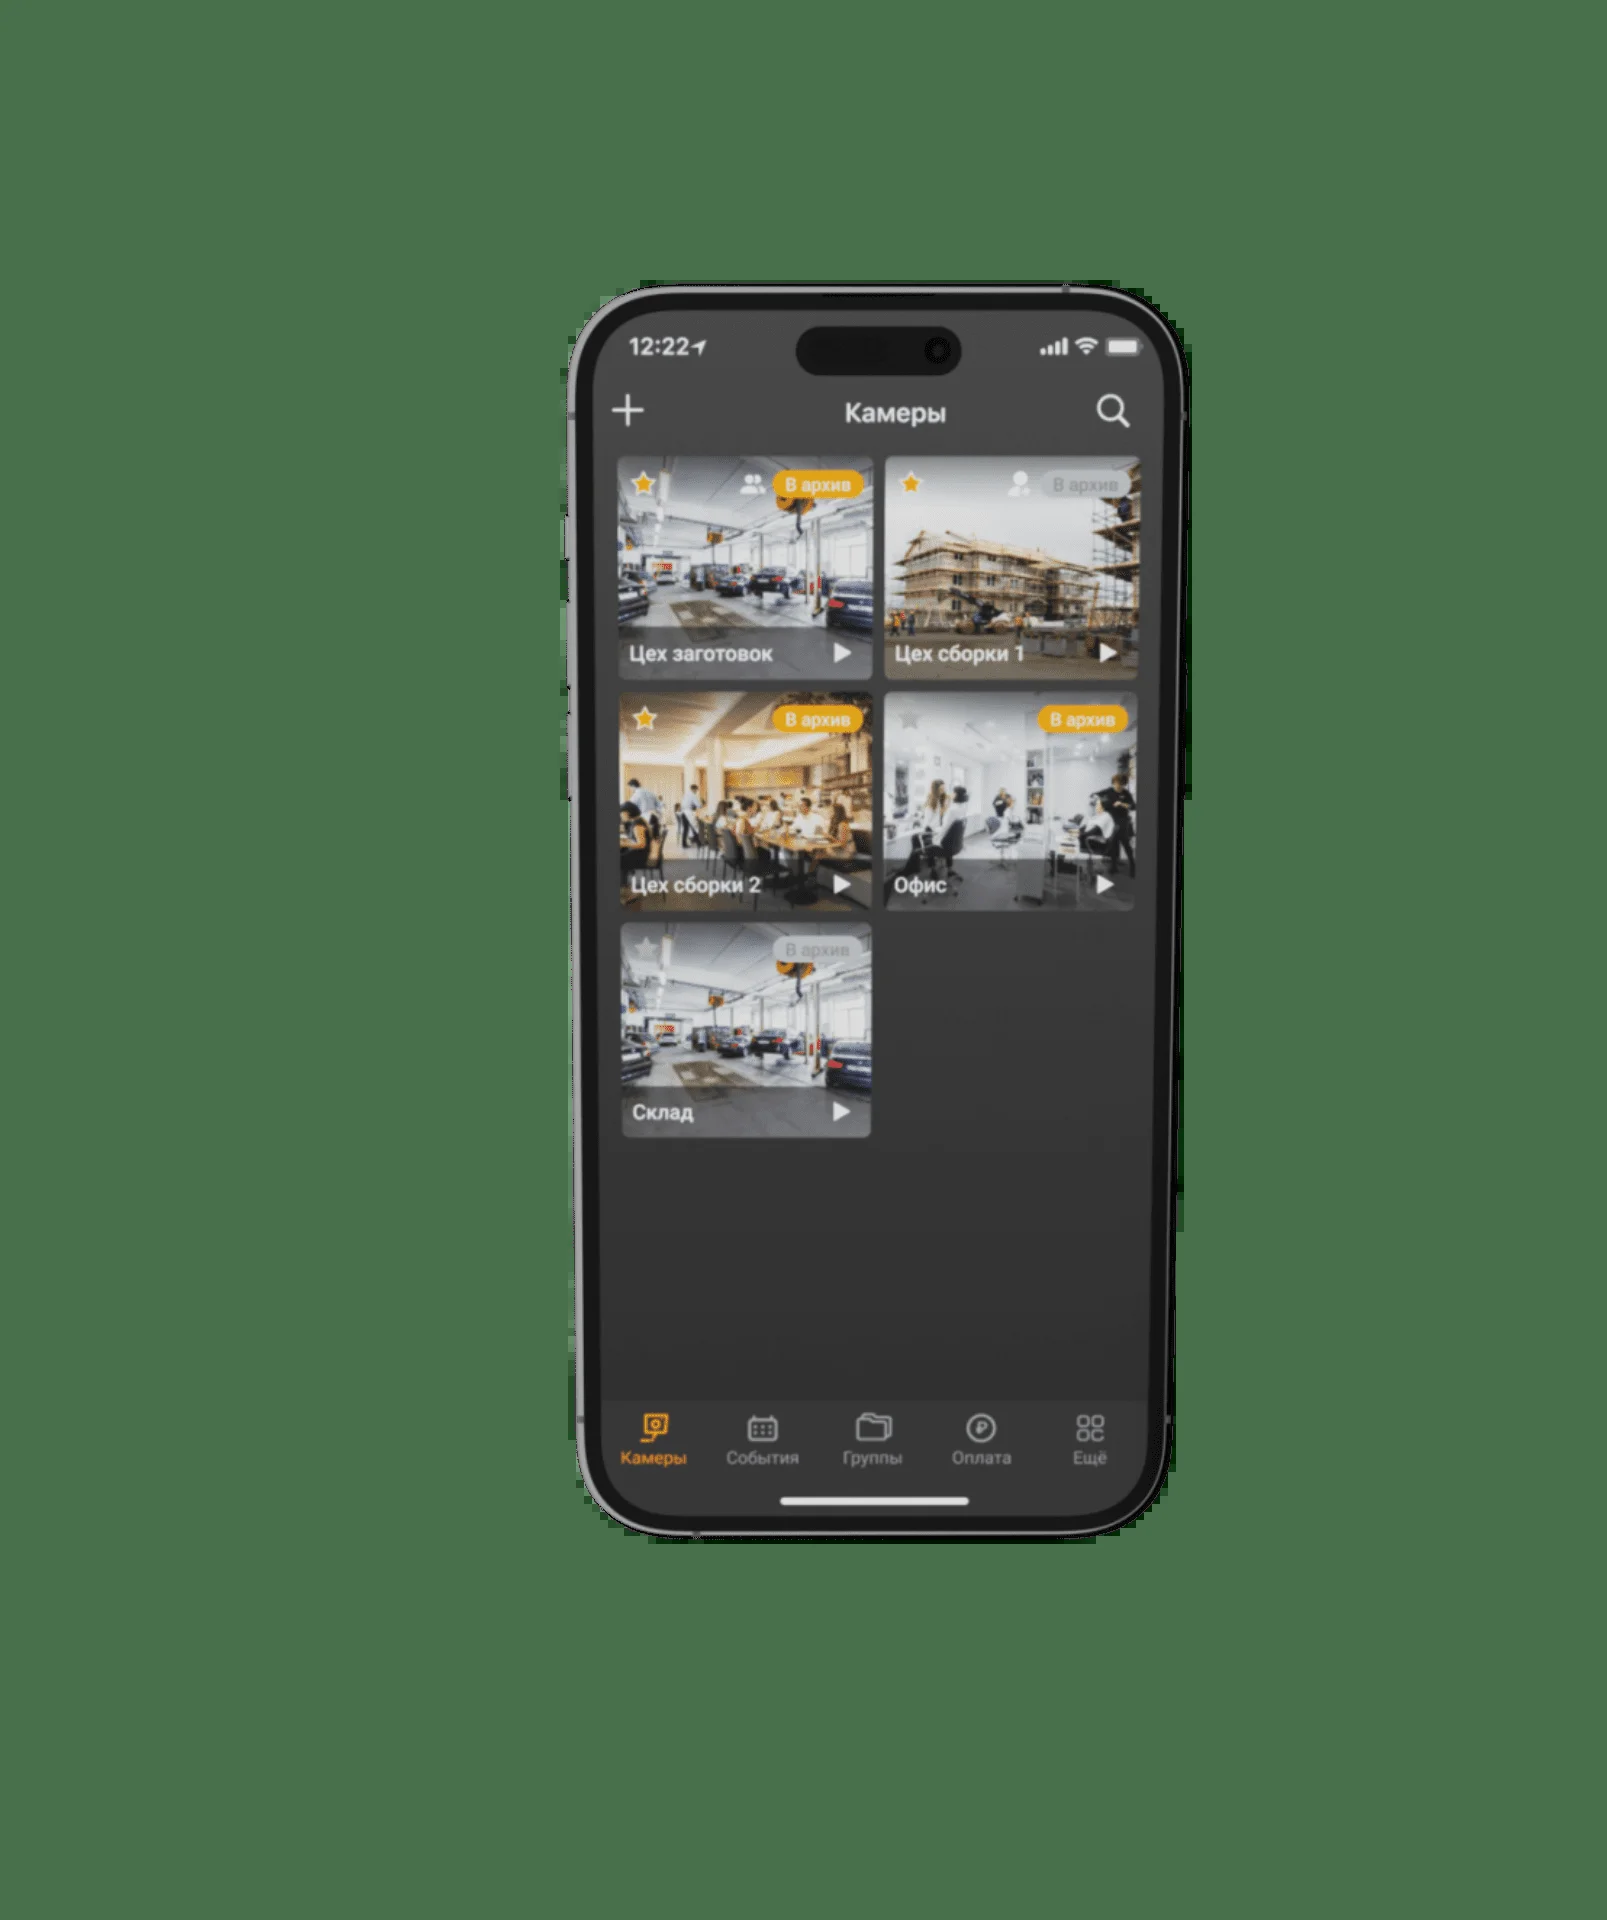 12:22
Камеры
В архив
В архив
Цех заготовок
Цех сборки 1
В архив
В архив
Цех сборки 2
Офис
В архив
Склад
Камеры
События
Группы
Оплата
Ещё